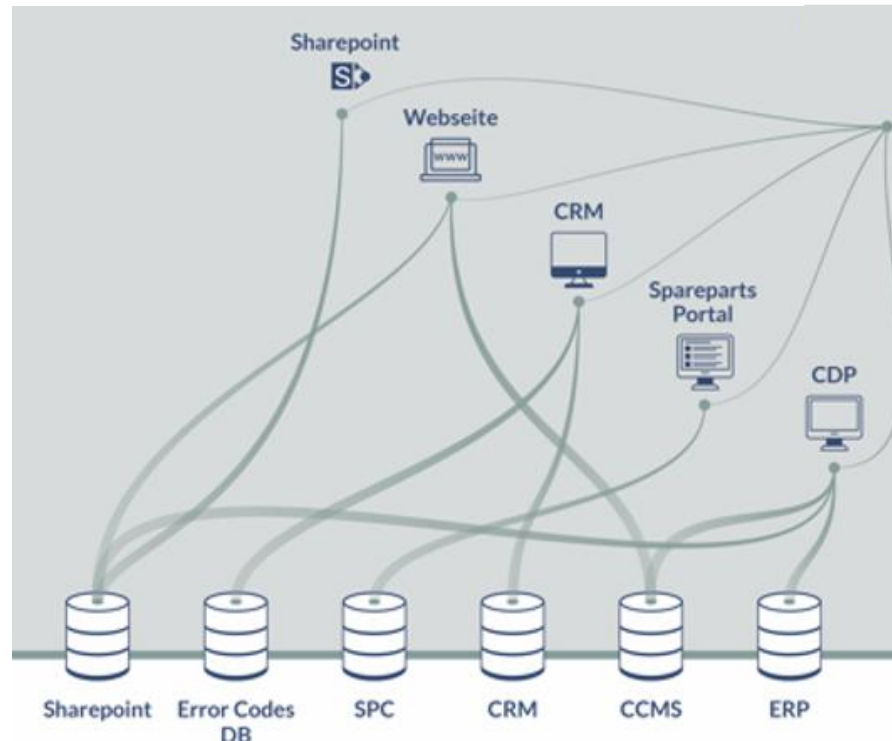 Sharepoint
S
Webseite
www
CRM
Spareparts
Portal
CDP
Sharepoint
Error Codes
DB
SPC
CRM
CCMS
ERP